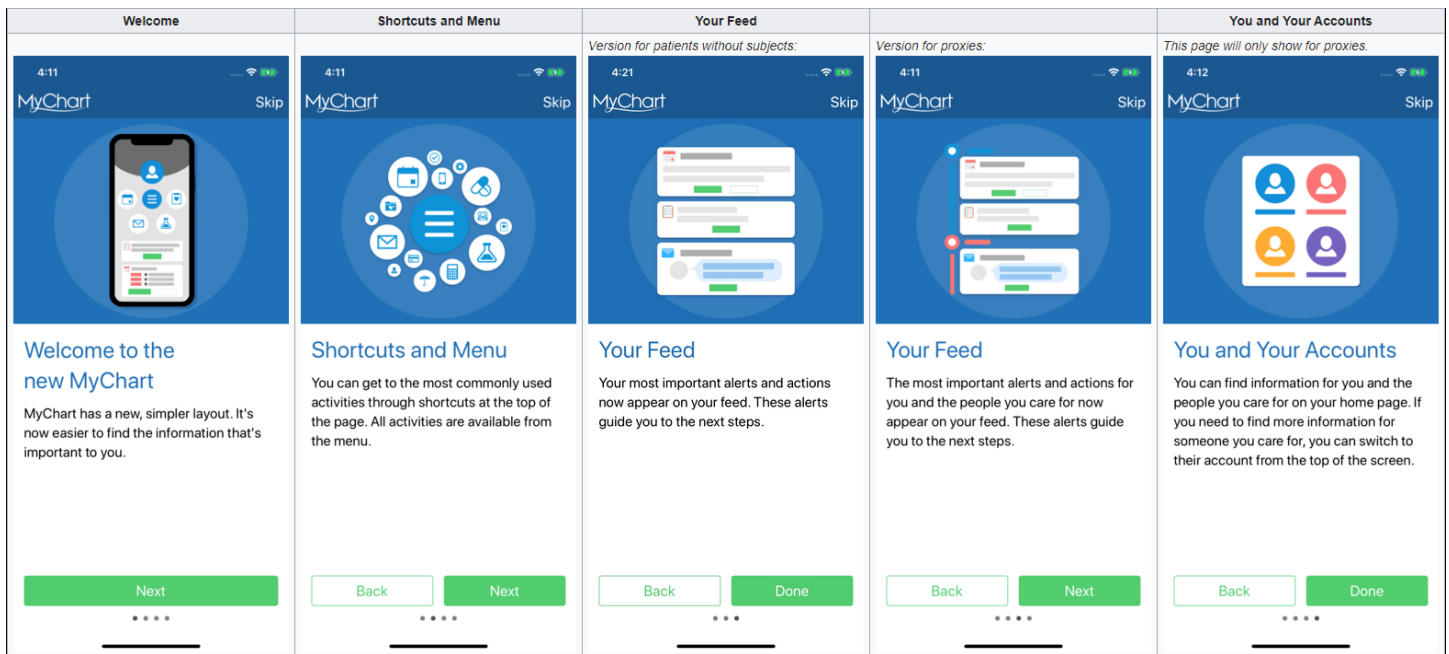 Welcome
Shortcuts and Menu
Your Feed
You and Your Accounts
Version for patients without subjects:
Version for proxies:
This page will only show for proxies.
4:11
MyChart
Skip
Welcome to the
new MyChart
MyChart has a new, simpler layout. It's
now easier to find the information that's
important to you.
Next
4:11
MyChart
Skip
Shortcuts and Menu
You can get to the most commonly used
activities through shortcuts at the top of
the page. All activities are available from
the menu.
Back
Next
4:21
MyChart
Skip
Your Feed
Your most important alerts and actions
now appear on your feed. These alerts
guide you to the next steps.
Back
Done
4:11
MyChart
Skip
Your Feed
The most important alerts and actions for
you and the people you care for now
appear on your feed. These alerts guide
you to the next steps.
Back
Next
4:12
MyChart
Skip
You and Your Accounts
You can find information for you and the
people you care for on your home page. If
you need to find more information for
someone you care for, you can switch to
their account from the top of the screen.
Back
Done